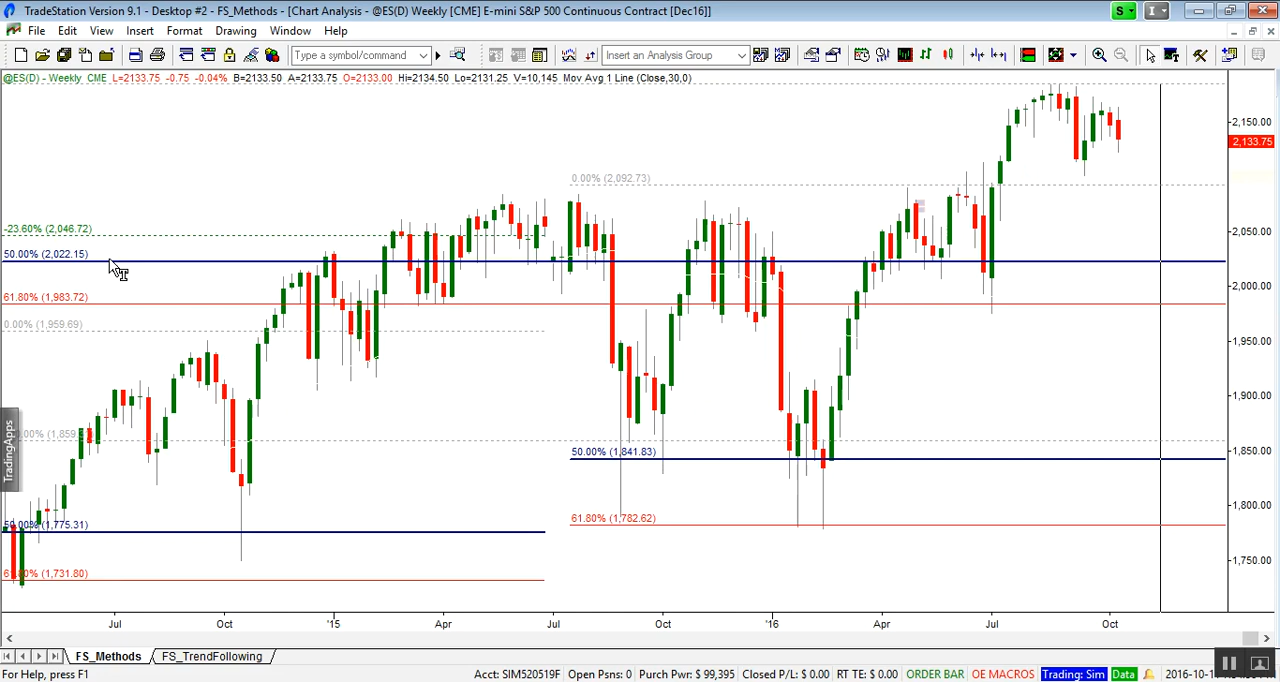 TradeStation Version 9.1 - Desktop #2 - FS_Methods - [Chart Analysis - @ES(D) Weekly [CME] E-mini S&P 500 Continuous Contract [Dec16]]
S
I
File Edit View Insert Format Drawing Window Help
Type a symbol/command
Insert an Analysis Group
@ES(D) - Weekly CME L=2133.75 -0.75 -0.04% B=2133.50 A=2133.75 O=2133.00 Hi=2134.50 Lo=2131.25 V=10,145 Mov Avg 1 Line (Close,30,0)
2,150.00
2,133.75
0.00% (2,092.73)
-23.60% (2,046.72)
2,050.00
50.00% (2,022.15)
2,000.00
61.80% (1,983.72)
0.00% (1,959.69)
1,950.00
1,900.00
TradingApps
50.00% (1,841.83)
1,850.00
61.80% (1,782.62)
1,800.00
50.00% (1,775.31)
1,750.00
61.80% (1,731.80)
Jul Oct '15 Apr Jul Oct '16 Apr Jul Oct
FS_Methods FS_TrendFollowing
For Help, press F1 Acct: SIM520519F Open Psns: 0 Purch Pwr: $ 99,395 Closed P/L: $ 0.00 RT TE: $ 0.00 ORDER BAR OE MACROS Trading: Sim Data